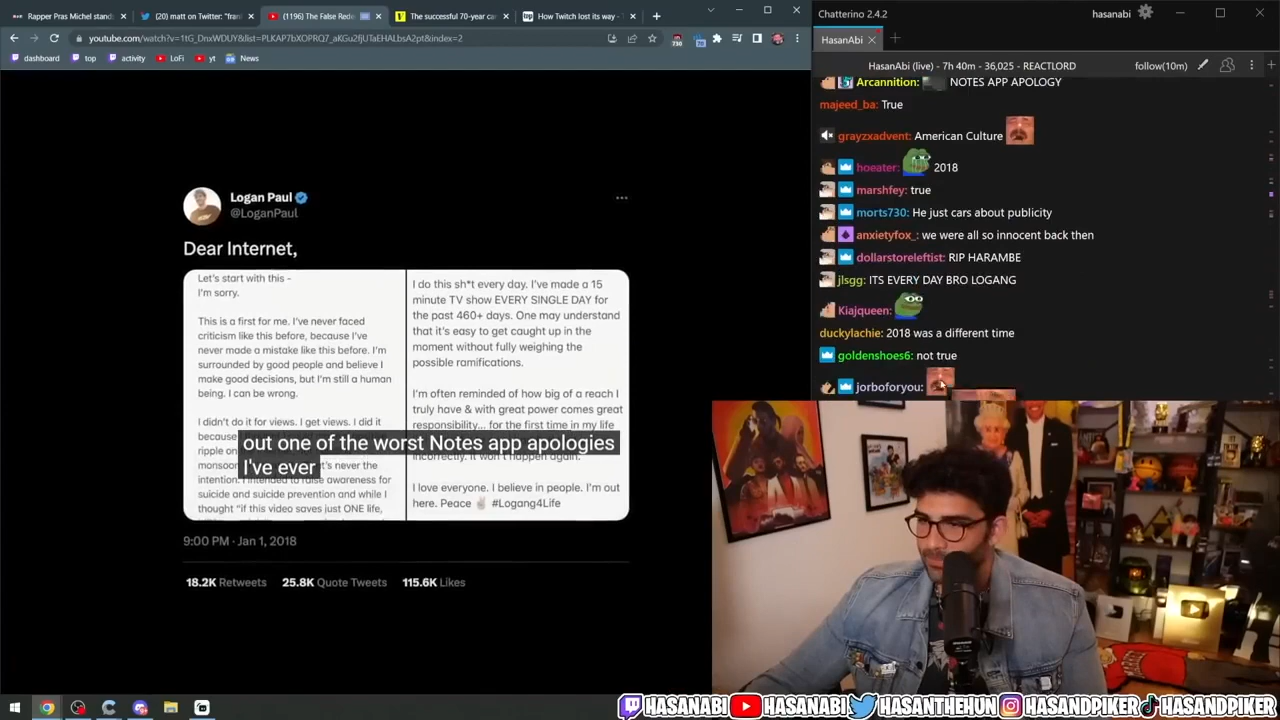 Rapper Pras Michel stands
(20) matt on Twitter: "fran
(1196) The False Rede
The successful 70-year ca
How Twitch lost its way -
youtube.com/watch?v=1tG_DnxWDUY&list=PLKAP7bXOPRQ7_aKGu2fjUTaEHALbsA2pt&index=2
dashboard
top
activity
LoFi
yt
News
Logan Paul
@LoganPaul
Dear Internet,
Let's start with this -
I'm sorry.
This is a first for me. I've never faced
criticism like this before, because I've
never made a mistake like this before. I'm
surrounded by good people and believe I
make good decisions, but I'm still a human
being. I can be wrong.
I didn't do it for views. I get views. I did it
because
ripple on
monsoon
t's never the
intention. I intended to raise awareness for
suicide and suicide prevention and while I
thought "if this video saves just ONE life,
I do this sh*t every day. I've made a 15
minute TV show EVERY SINGLE DAY for
the past 460+ days. One may understand
that it's easy to get caught up in the
moment without fully weighing the
possible ramifications.
I'm often reminded of how big of a reach I
truly have & with great power comes great
responsibility... for the first time in my life
incorrectly. It won't happen again.
I love everyone. I believe in people. I'm out
here. Peace ✌ #Logang4Life
out one of the worst Notes app apologies
I've ever
9:00 PM · Jan 1, 2018
18.2K Retweets 25.8K Quote Tweets 115.6K Likes
Chatterino 2.4.2
hasanabi
HasanAbi
HasanAbi (live) - 7h 40m - 36,025 - REACTLORD
follow(10m)
Arcannition: NOTES APP APOLOGY
majeed_ba: True
grayzxadvent: American Culture
hoeater: 2018
marshfey: true
morts730: He just cars about publicity
anxietyfox_: we were all so innocent back then
dollarstoreleftist: RIP HARAMBE
jlsgg: ITS EVERY DAY BRO LOGANG
Kiajqueen:
duckylachie: 2018 was a different time
goldenshoes6: not true
jorboforyou:
HASANABI HASANABI HASANTHEHUN HASANDPIKER HASANDPIKER